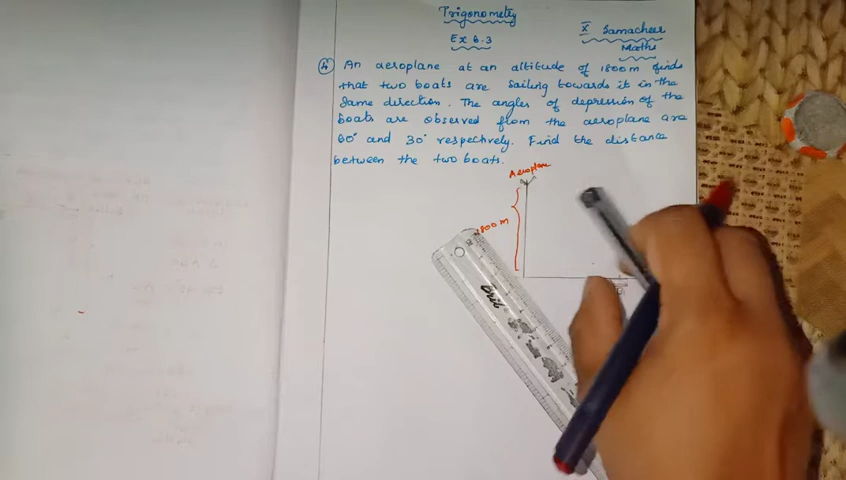 Trigonometry
X Samacheer
Ex 6.3
Maths
4) An aeroplane at an altitude of 1800 m finds
that two boats are sailing towards it in the
same direction. The angles of depression of the
boats are observed from the aeroplane are
60° and 30° respectively. Find the distance
between the two boats.
Aeroplane
1800 m